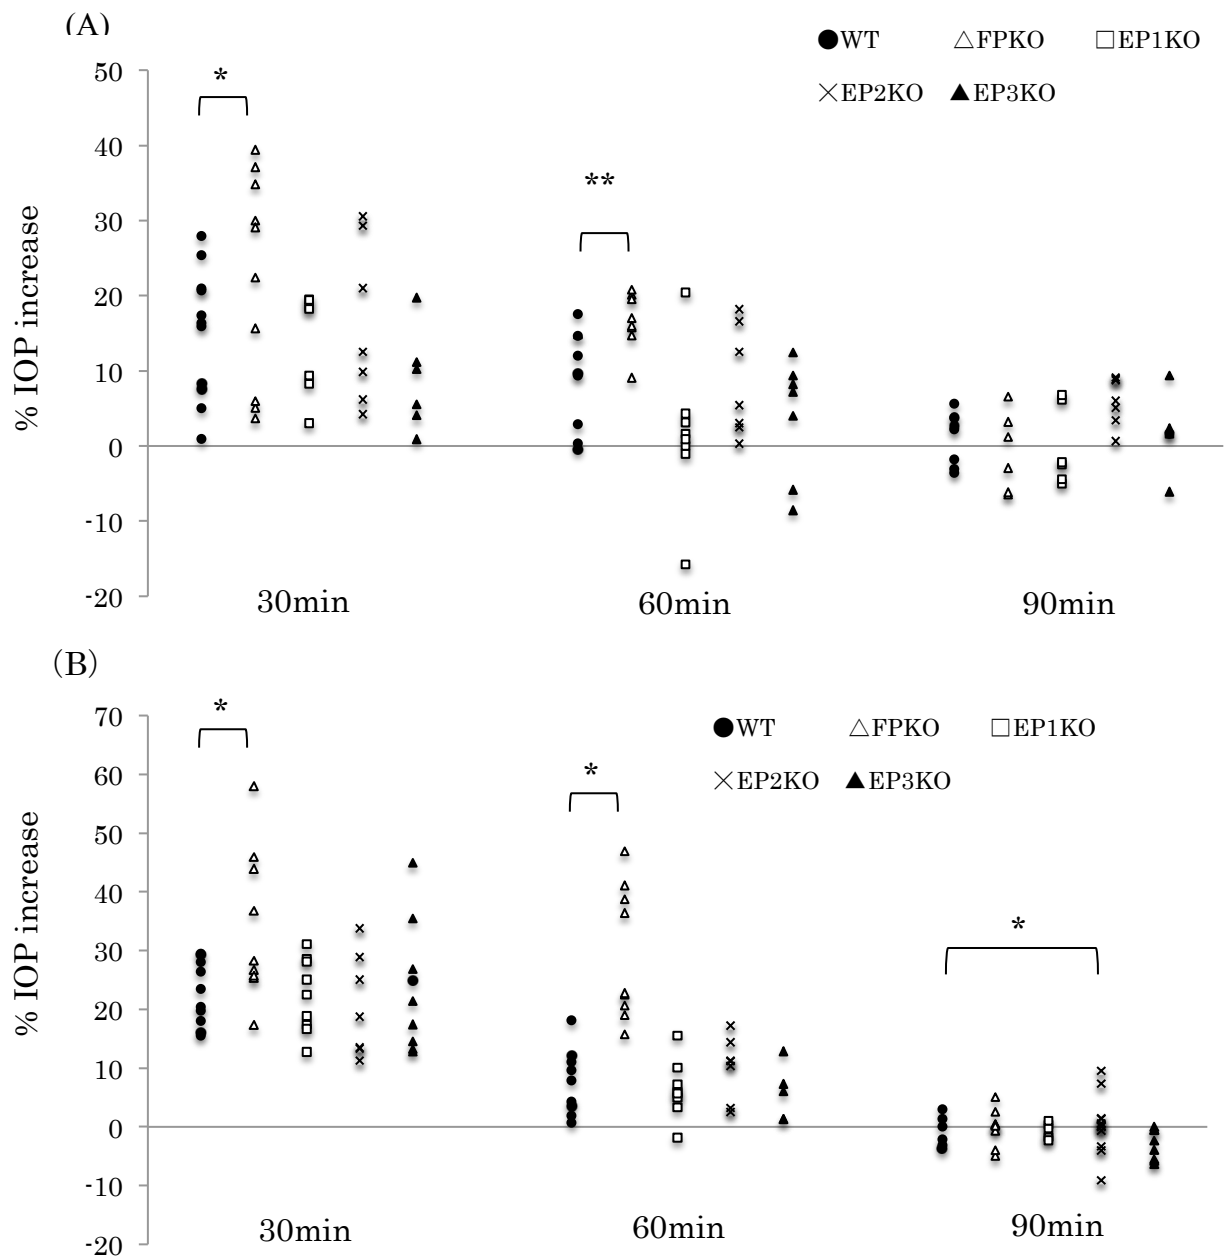 (A)
●WT △FPKO □EP1KO
×EP2KO ▲EP3KO
% IOP increase
50
40
30
20
10
0
-10
-20
*
**
30min 60min 90min
(B)
●WT △FPKO □EP1KO
×EP2KO ▲EP3KO
% IOP increase
70
60
50
40
30
20
10
0
-10
-20
*
*
*
30min 60min 90min